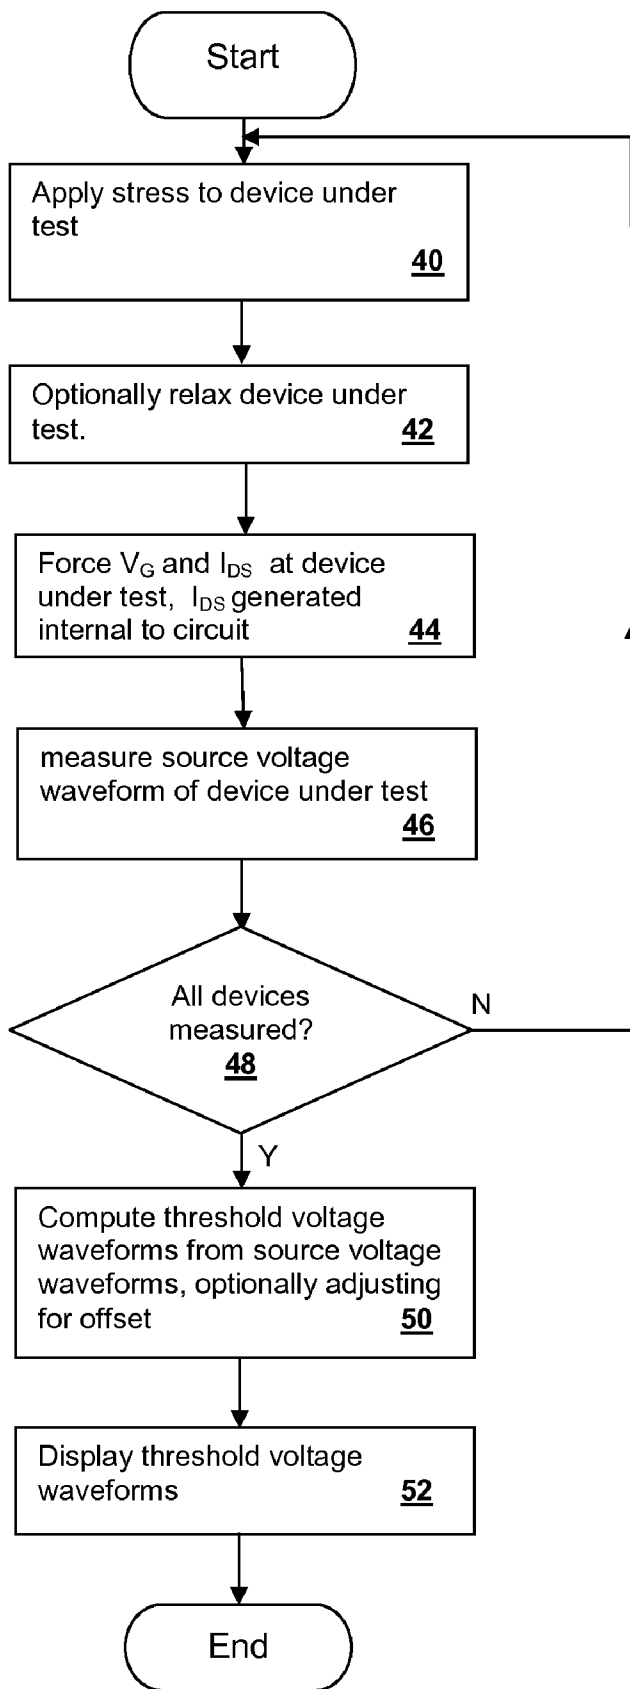 Start
Apply stress to device under
test
40
Optionally relax device under
test. 42
Force VG and IDS at device
under test, IDS generated
internal to circuit 44
measure source voltage
waveform of device under test
46
All devices
measured?
48
N
Y
Compute threshold voltage
waveforms from source voltage
waveforms, optionally adjusting
for offset 50
Display threshold voltage
waveforms 52
End